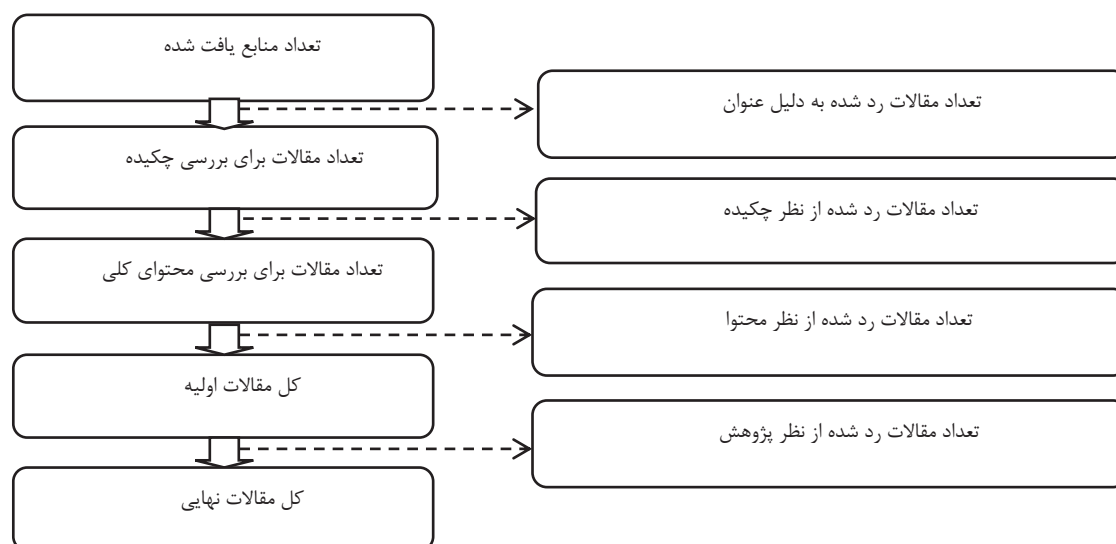 تعداد منابع یافت شده
تعداد مقالات رد شده به دلیل عنوان
تعداد مقالات برای بررسی چکیده
تعداد مقالات رد شده از نظر چکیده
تعداد مقالات برای بررسی محتوای کلی
تعداد مقالات رد شده از نظر محتوا
کل مقالات اولیه
تعداد مقالات رد شده از نظر پژوهش
کل مقالات نهایی